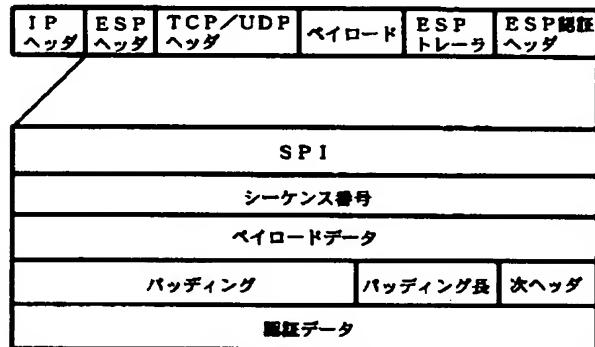 IP ESP TCP/UDP ペイロード ESP ESP認証
ヘッダ ヘッダ ヘッダ トレーラ ヘッダ
SPI
シーケンス番号
ペイロードデータ
パッディング パッディング長 次ヘッダ
認証データ